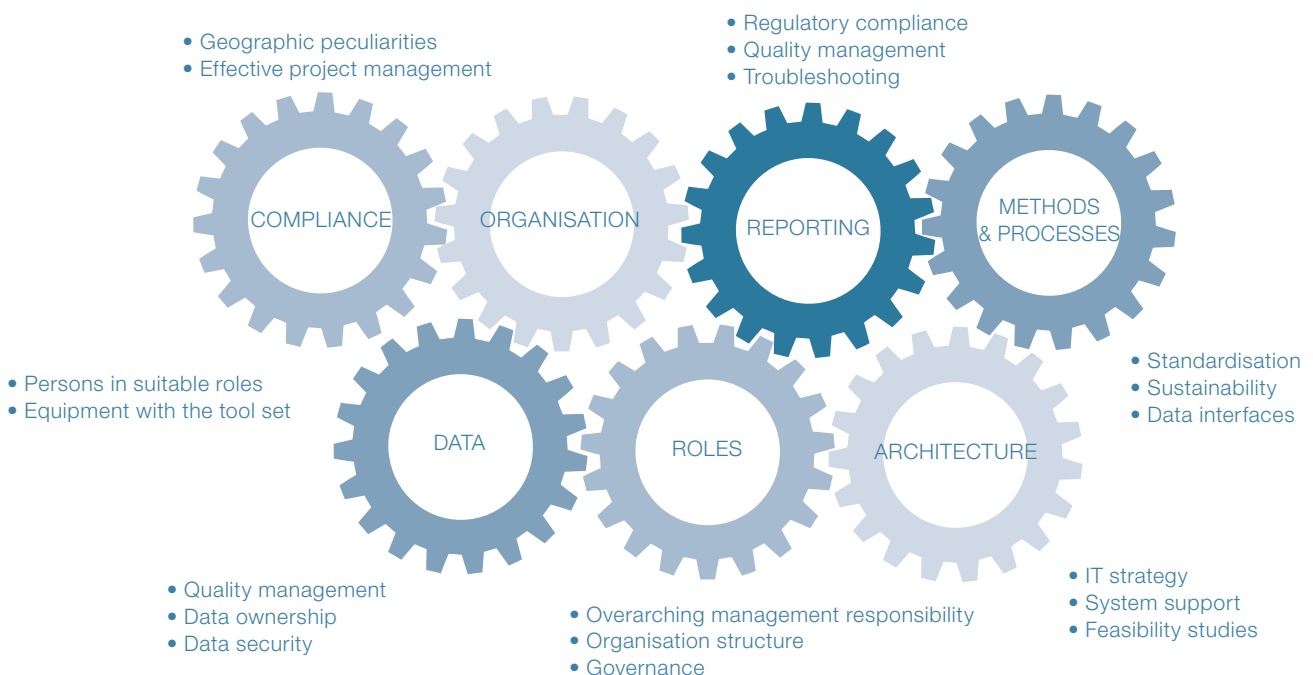 • Geographic peculiarities
• Effective project management
• Regulatory compliance
• Quality management
• Troubleshooting
COMPLIANCE
ORGANISATION
REPORTING
METHODS
& PROCESSES
• Persons in suitable roles
• Equipment with the tool set
• Standardisation
• Sustainability
• Data interfaces
DATA
ROLES
ARCHITECTURE
• Quality management
• Data ownership
• Data security
• Overarching management responsibility
• Organisation structure
• Governance
• IT strategy
• System support
• Feasibility studies